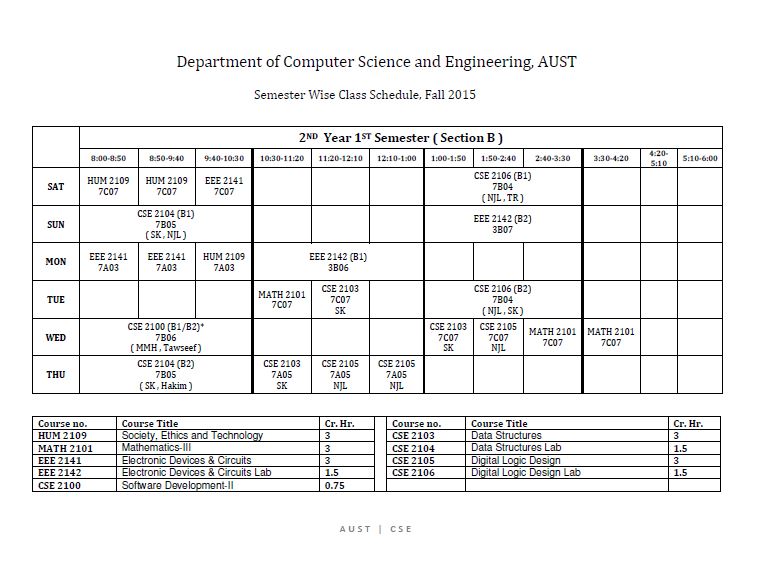 Department of Computer Science and Engineering, AUST
Semester Wise Class Schedule, Fall 2015
2ND Year 1ST Semester ( Section B )
8:00-8:50 8:50-9:40 9:40-10:30 10:30-11:20 11:20-12:10 12:10-1:00 1:00-1:50 1:50-2:40 2:40-3:30 3:30-4:20 4:20-5:10 5:10-6:00
SAT
HUM 2109
7C07
HUM 2109
7C07
EEE 2141
7C07
CSE 2106 (B1)
7B04
( NJL , TR )
SUN
CSE 2104 (B1)
7B05
( SK , NJL )
EEE 2142 (B2)
3B07
MON
EEE 2141
7A03
EEE 2141
7A03
HUM 2109
7A03
EEE 2142 (B1)
3B06
TUE
MATH 2101
7C07
CSE 2103
7C07
SK
CSE 2106 (B2)
7B04
( NJL , SK )
WED
CSE 2100 (B1/B2)*
7B06
( MMH , Tawseef )
CSE 2103
7C07
SK
CSE 2105
7C07
NJL
MATH 2101
7C07
MATH 2101
7C07
THU
CSE 2104 (B2)
7B05
( SK , Hakim )
CSE 2103
7A05
SK
CSE 2105
7A05
NJL
CSE 2105
7A05
NJL
Course no. Course Title Cr. Hr. Course no. Course Title Cr. Hr.
HUM 2109 Society, Ethics and Technology 3 CSE 2103 Data Structures 3
MATH 2101 Mathematics-III 3 CSE 2104 Data Structures Lab 1.5
EEE 2141 Electronic Devices & Circuits 3 CSE 2105 Digital Logic Design 3
EEE 2142 Electronic Devices & Circuits Lab 1.5 CSE 2106 Digital Logic Design Lab 1.5
CSE 2100 Software Development-II 0.75
AUST | CSE